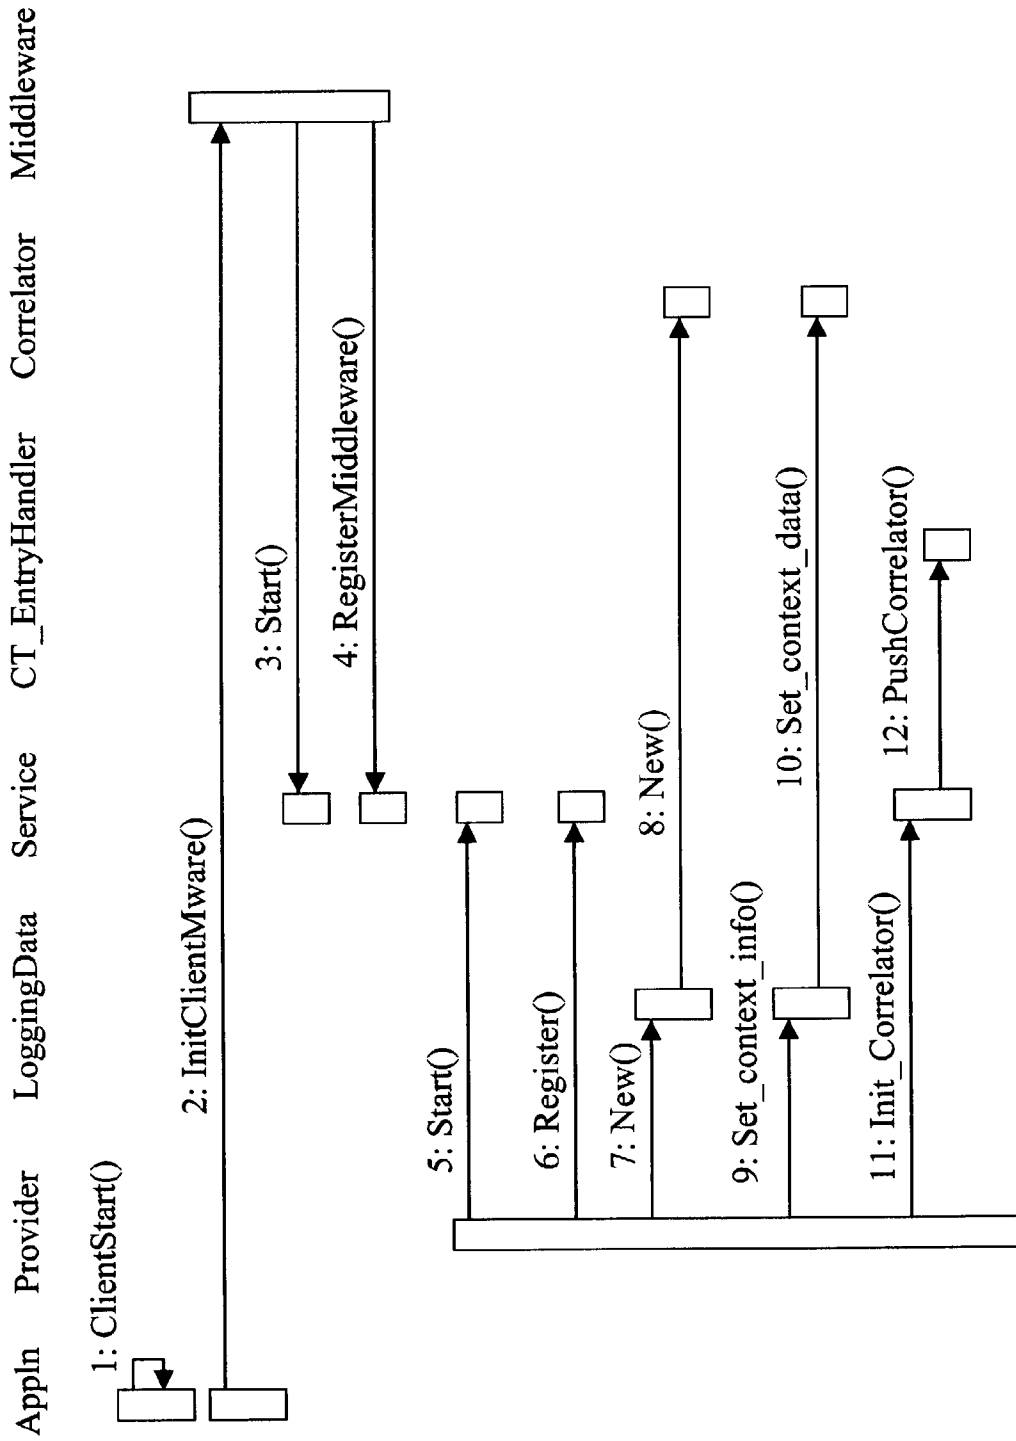 Appln Provider LoggingData Service CT_EntryHandler Correlator Middleware
1: ClientStart()
2: InitClientMware()
3: Start()
4: RegisterMiddleware()
5: Start()
6: Register()
7: New()
8: New()
9: Set_context_info()
10: Set_context_data()
11: Init_Correlator()
12: PushCorrelator()